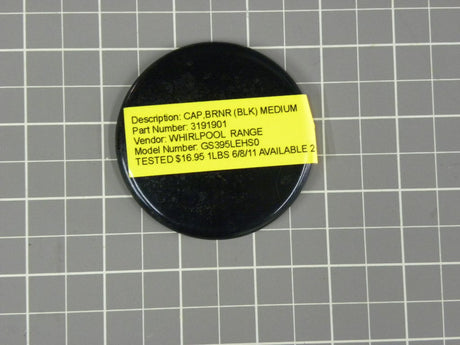 Description: CAP,BRNR (BLK) MEDIUM
Part Number: 3191901
Vendor: WHIRLPOOL RANGE
Model Number: GS395LEHS0
TESTED $16.95 1LBS 6/8/11 AVAILABLE 2